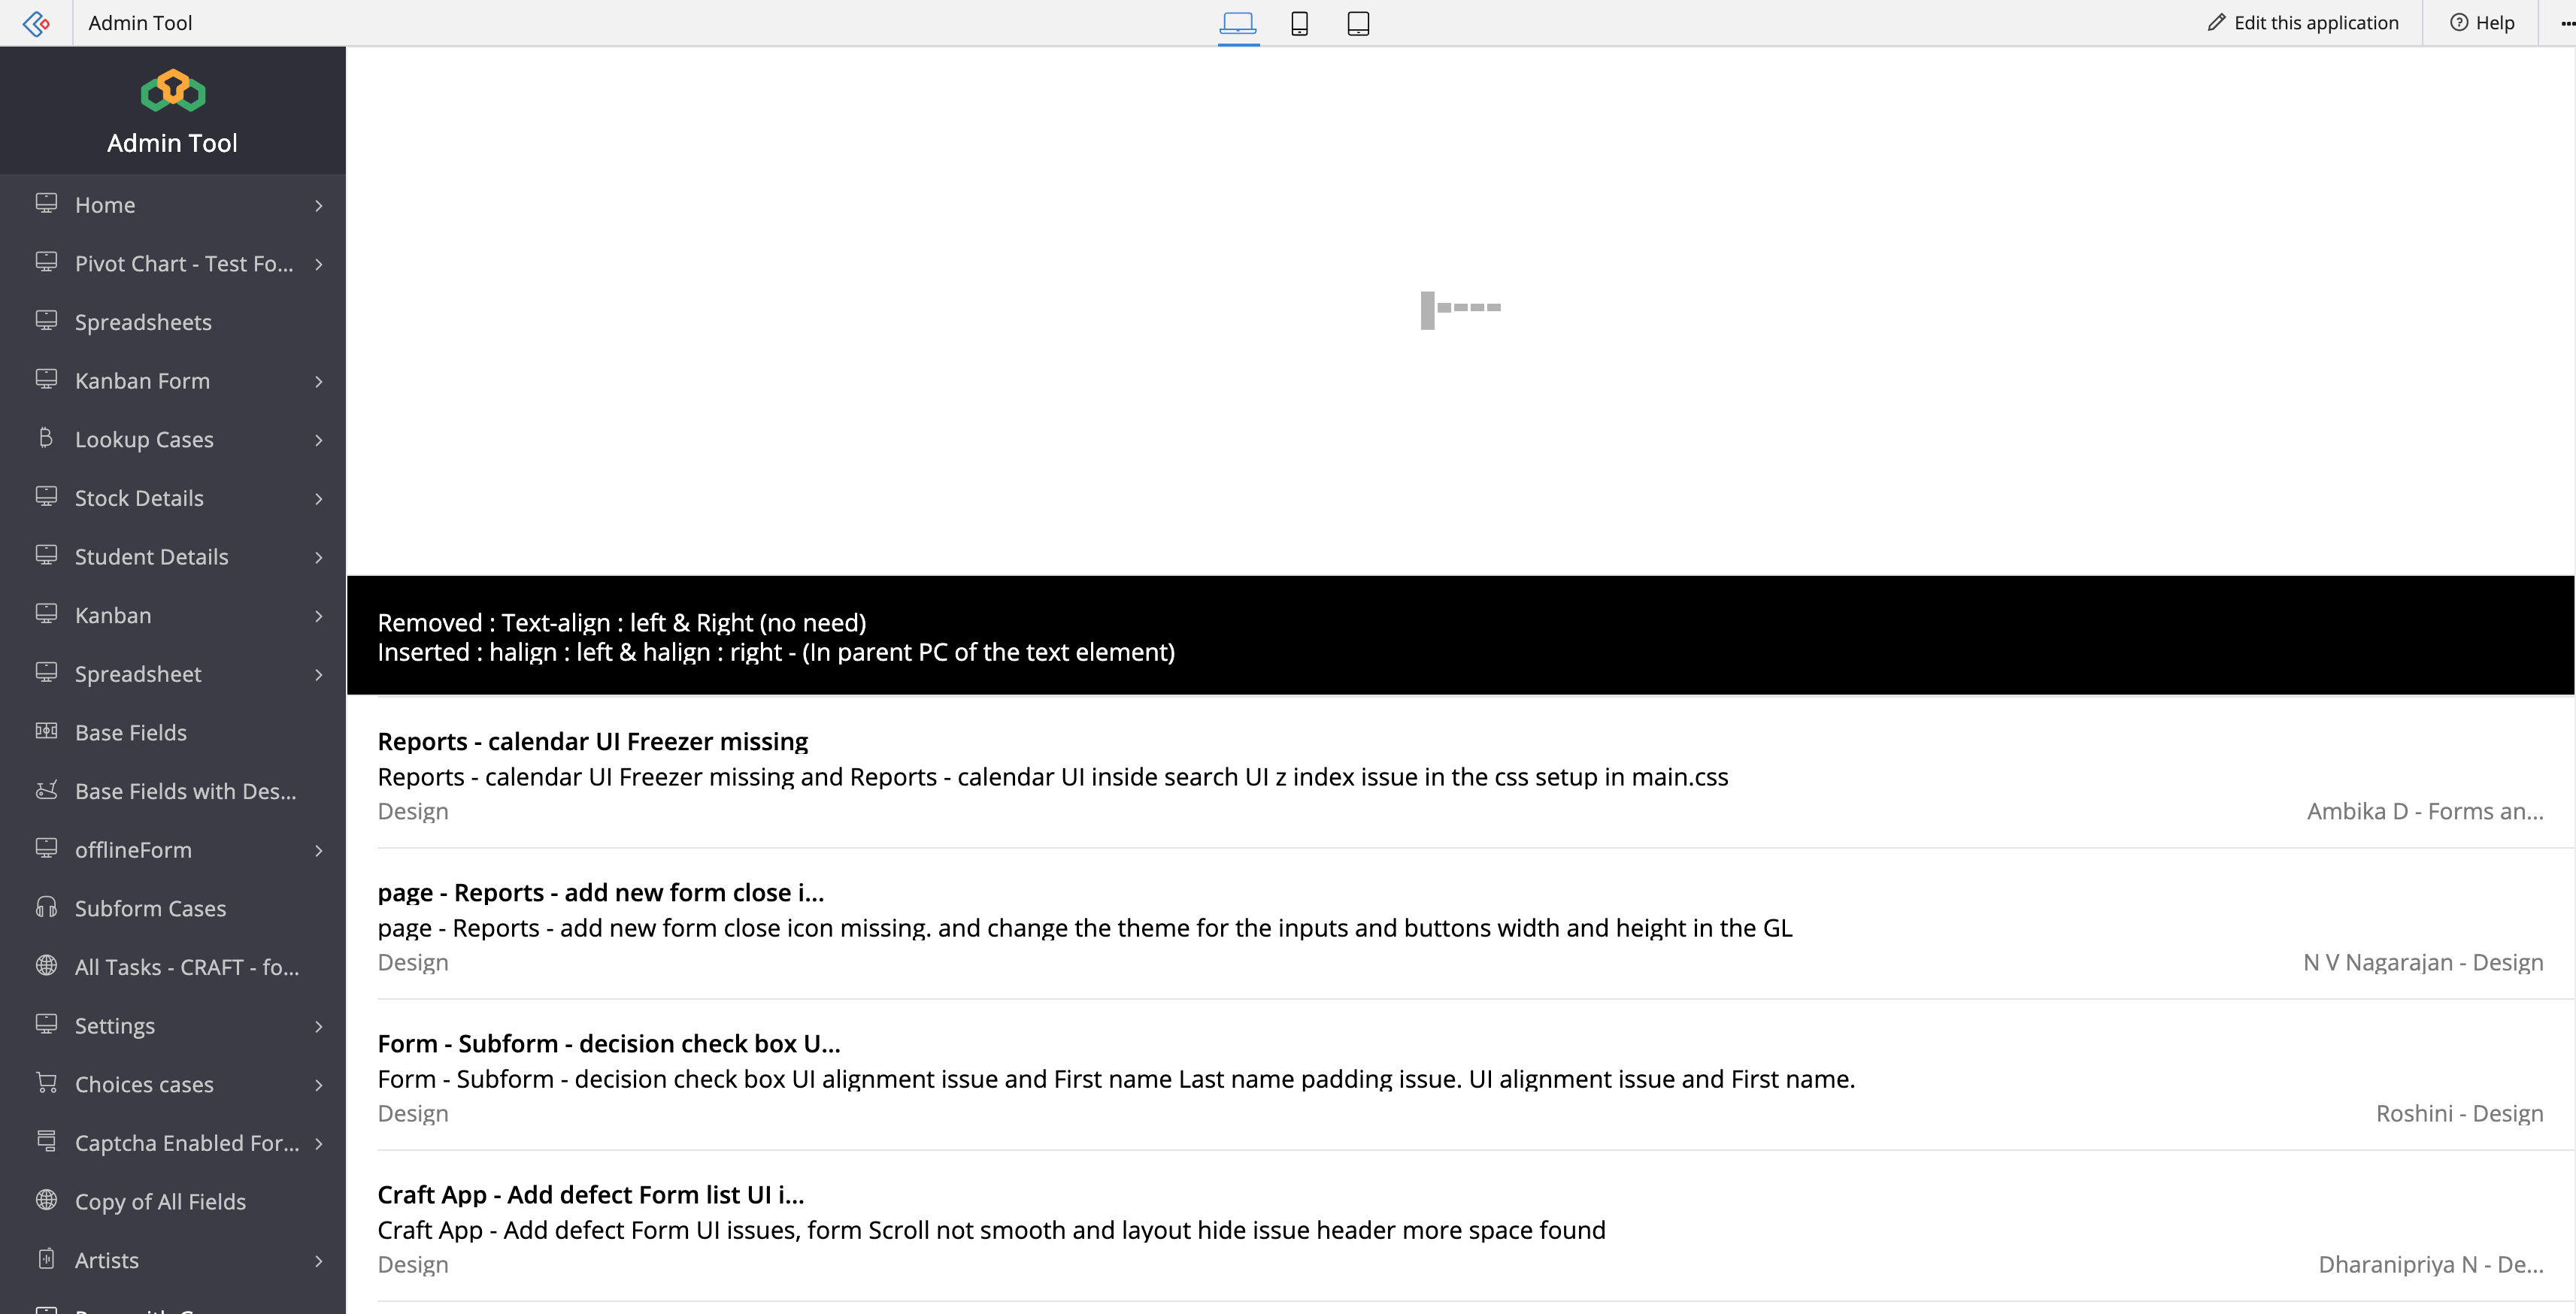 Admin Tool
Edit this application
Help
Admin Tool
Home
Pivot Chart - Test Fo...
Spreadsheets
Kanban Form
Lookup Cases
Stock Details
Student Details
Kanban
Spreadsheet
Base Fields
Base Fields with Des...
offlineForm
Subform Cases
All Tasks - CRAFT - fo...
Settings
Choices cases
Captcha Enabled For...
Copy of All Fields
Artists
Removed : Text-align : left & Right (no need)
Inserted : halign : left & halign : right - (In parent PC of the text element)
Reports - calendar UI Freezer missing
Reports - calendar UI Freezer missing and Reports - calendar UI inside search UI z index issue in the css setup in main.css
Design
Ambika D - Forms an...
page - Reports - add new form close i...
page - Reports - add new form close icon missing. and change the theme for the inputs and buttons width and height in the GL
Design
N V Nagarajan - Design
Form - Subform - decision check box U...
Form - Subform - decision check box UI alignment issue and First name Last name padding issue. UI alignment issue and First name.
Design
Roshini - Design
Craft App - Add defect Form list UI i...
Craft App - Add defect Form UI issues, form Scroll not smooth and layout hide issue header more space found
Design
Dharanipriya N - De...